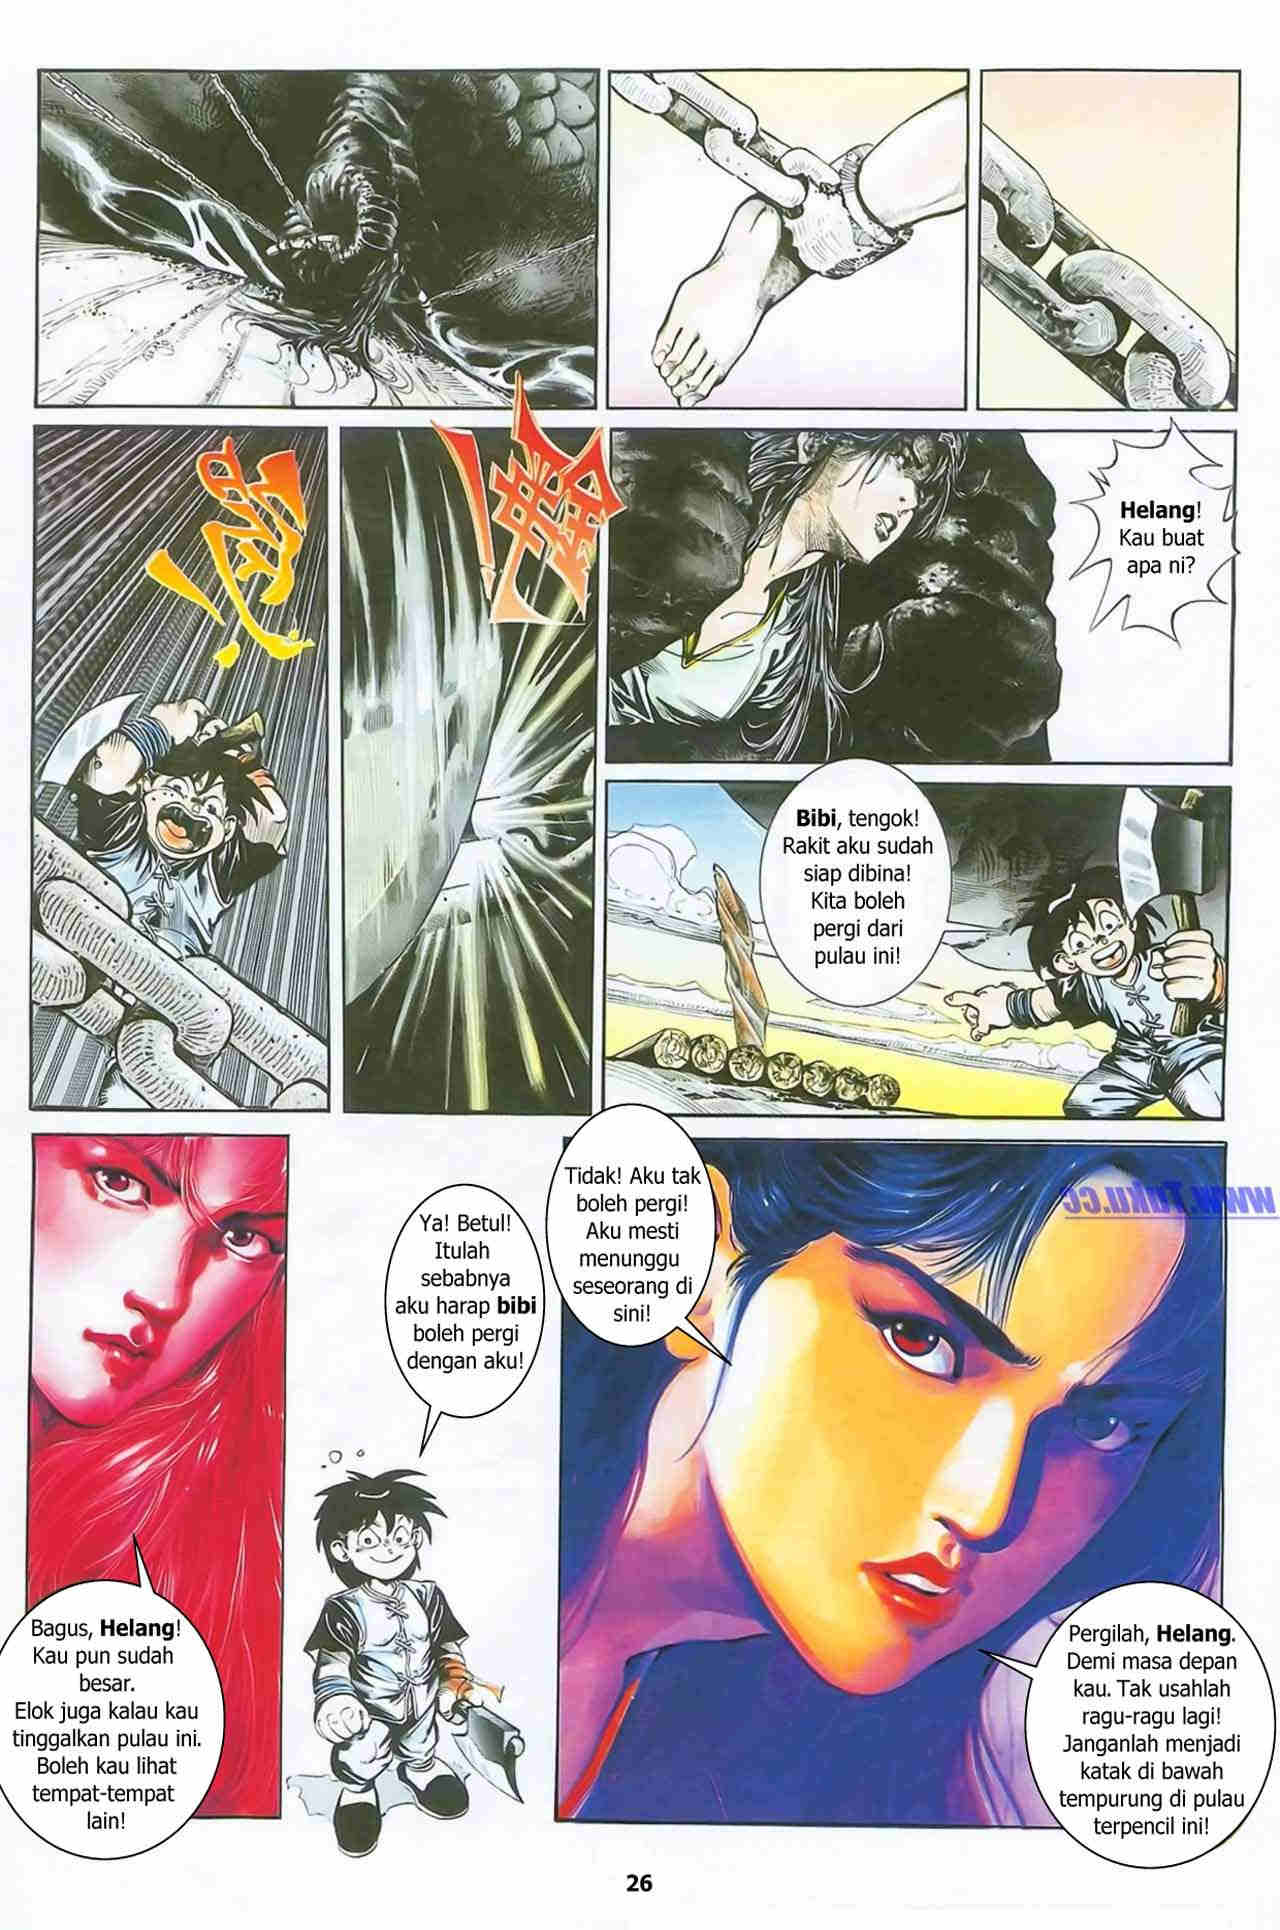 Helang!
Kau buat
apa ni?
Bibi, tengok!
Rakit aku sudah
siap dibina!
Kita boleh
pergi dari
pulau ini!
Bagus, Helang!
Kau pun sudah
besar.
Elok juga kalau kau
tinggalkan pulau ini.
Boleh kau lihat
tempat-tempat
lain!
Ya! Betul!
Itulah
sebabnya
aku harap bibi
boleh pergi
dengan aku!
Tidak! Aku tak
boleh pergi!
Aku mesti
menunggu
seseorang di
sini!
www.Tuku.cc
Pergilah, Helang.
Demi masa depan
kau. Tak usahlah
ragu-ragu lagi!
Janganlah menjadi
katak di bawah
tempurung di pulau
terpencil ini!
26